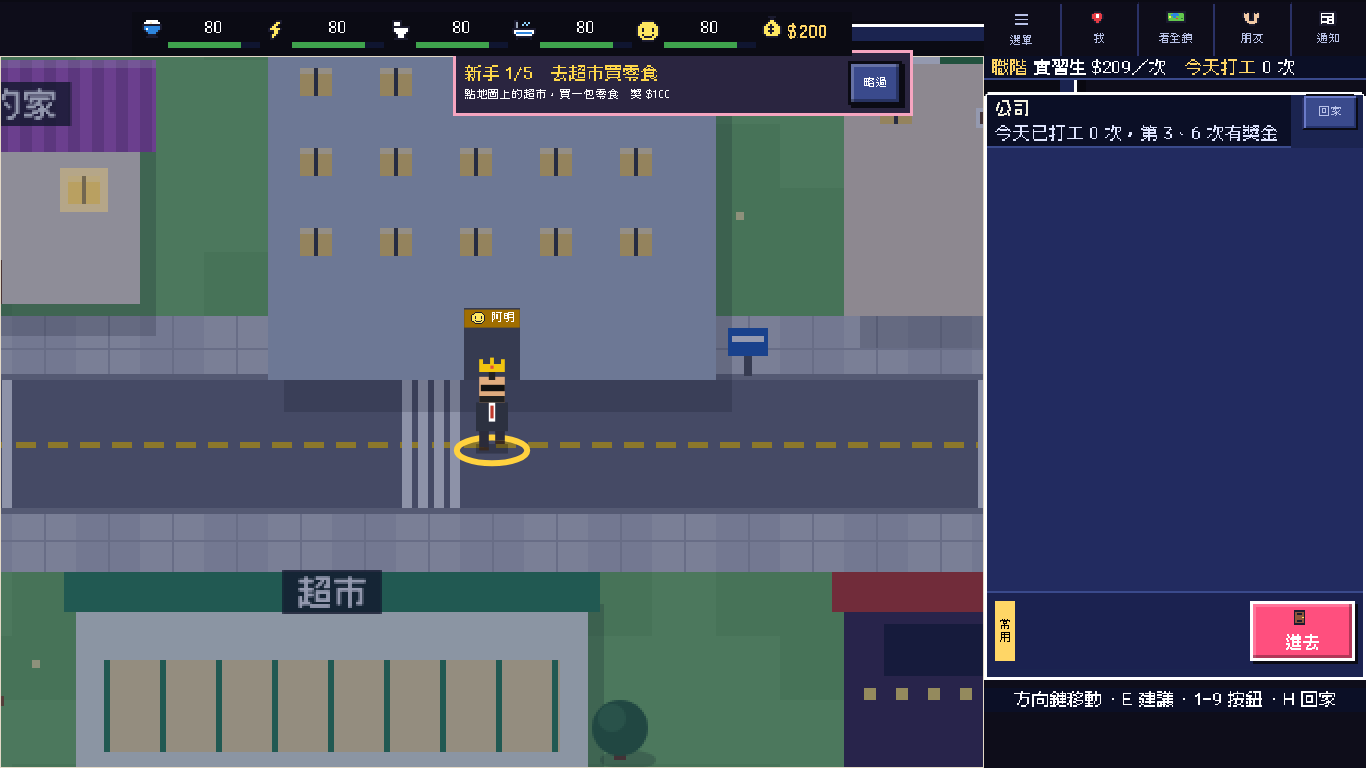 80 80 80 80 80 $200
選單 我 看全鎮 朋友 通知
新手 1/5 去超市買零食
點地圖上的超市，買一包零食 獎 $100
略過
職階 實習生 $209／次 今天打工 0 次
公司
今天已打工 0 次，第 3、6 次有獎金
回家
的家
阿明
超市
常用
進去
方向鍵移動 · E 建議 · 1-9 按鈕 · H 回家